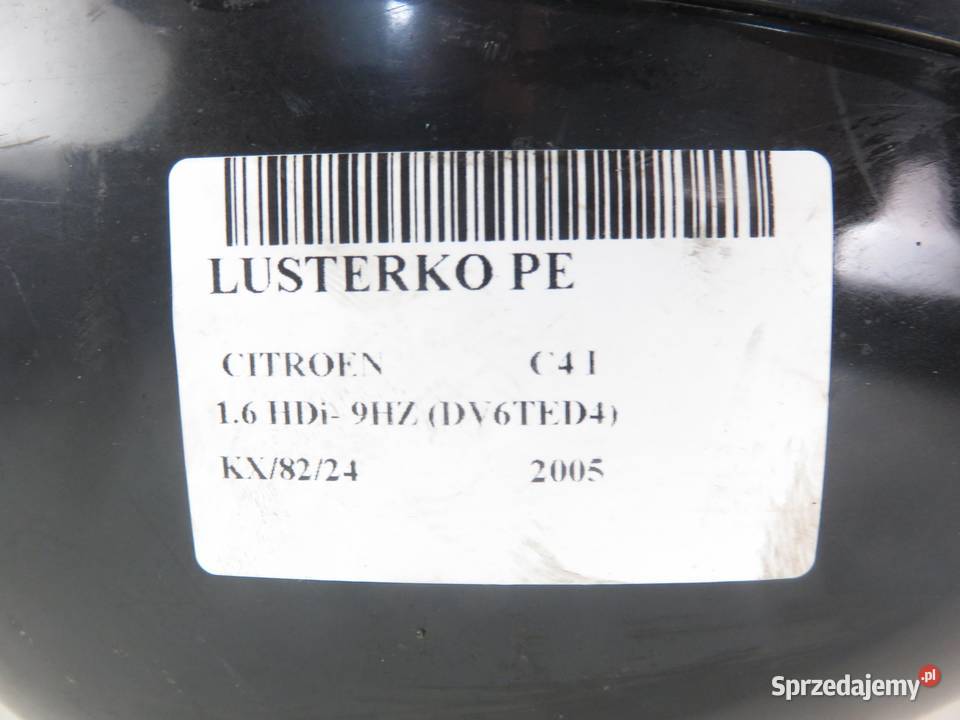 LUSTERKO PE
CITROEN C4 I
1.6 HDi- 9HZ (DV6TED4)
KX/82/24 2005
Sprzedajemy.pl